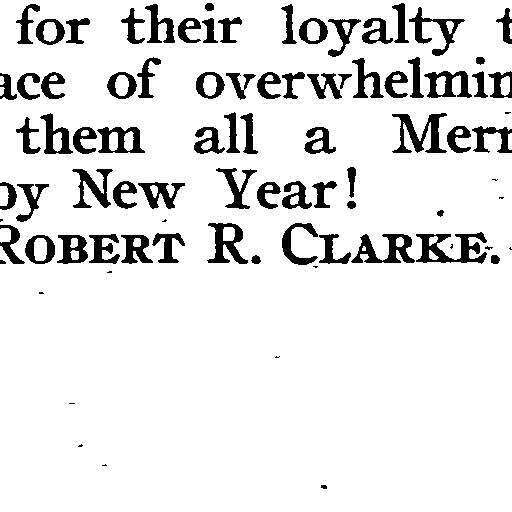 for their loyalty t
ace of overwhelmin
them all a Merr
py New Year!
ROBERT R. CLARKE.